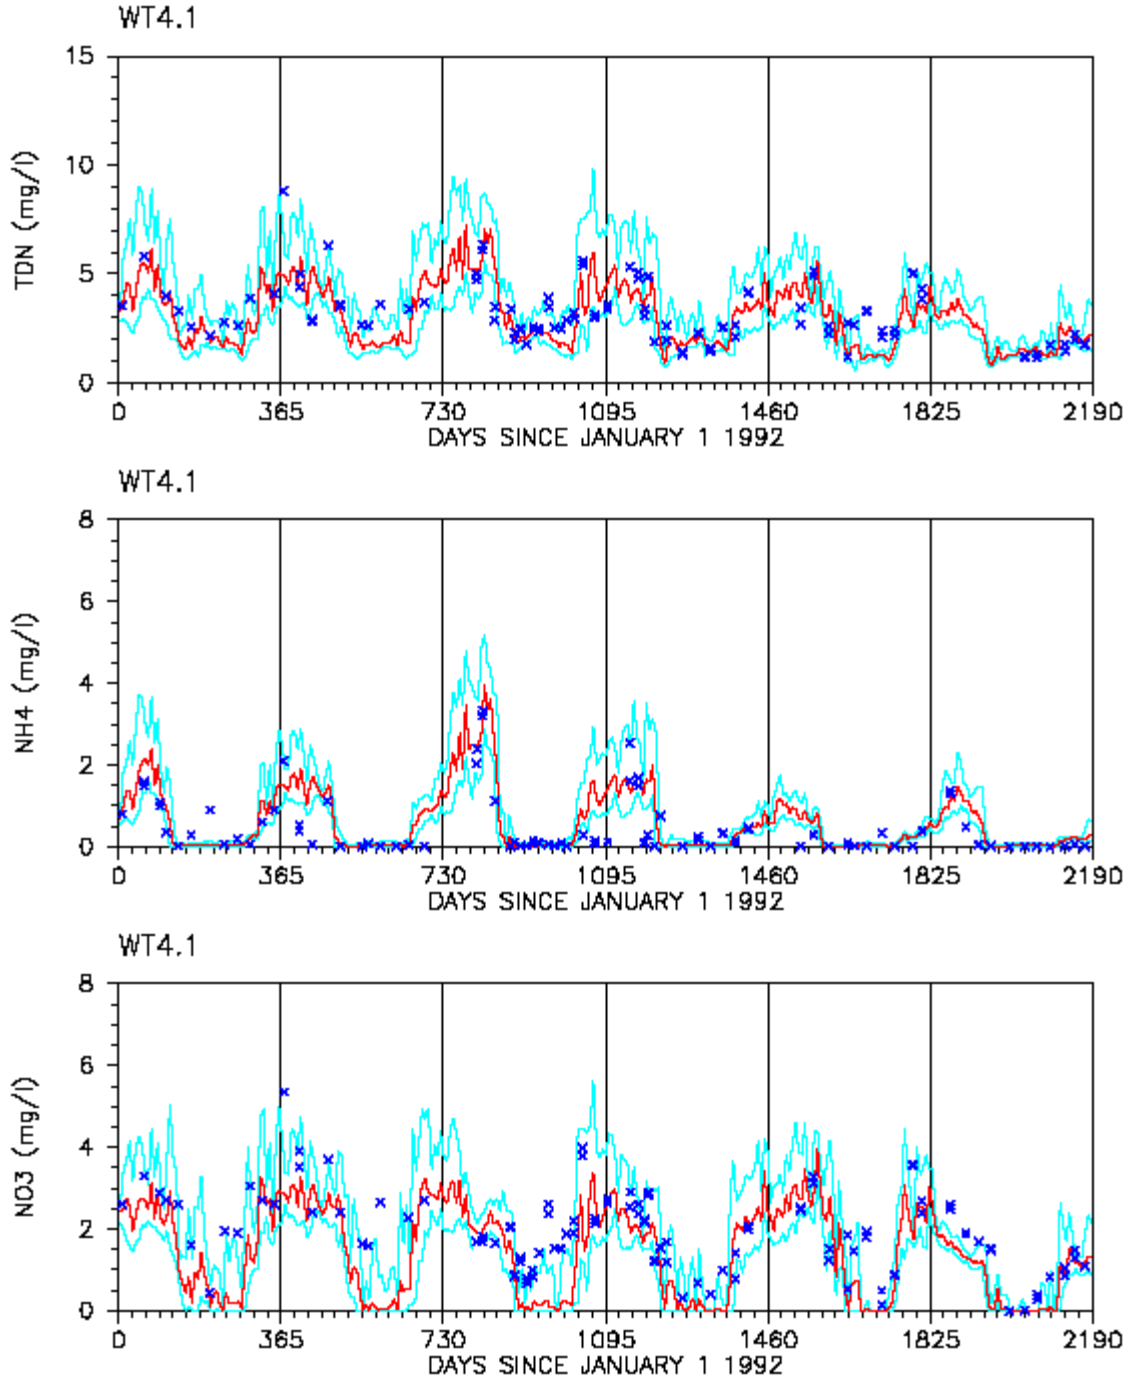 WT4.1
15
10
5
0
TDN (mg/l)
0 365 730 1095 1460 1825 2190
DAYS SINCE JANUARY 1 1992
WT4.1
8
6
4
2
0
NH4 (mg/l)
0 365 730 1095 1460 1825 2190
DAYS SINCE JANUARY 1 1992
WT4.1
8
6
4
2
0
NO3 (mg/l)
0 365 730 1095 1460 1825 2190
DAYS SINCE JANUARY 1 1992